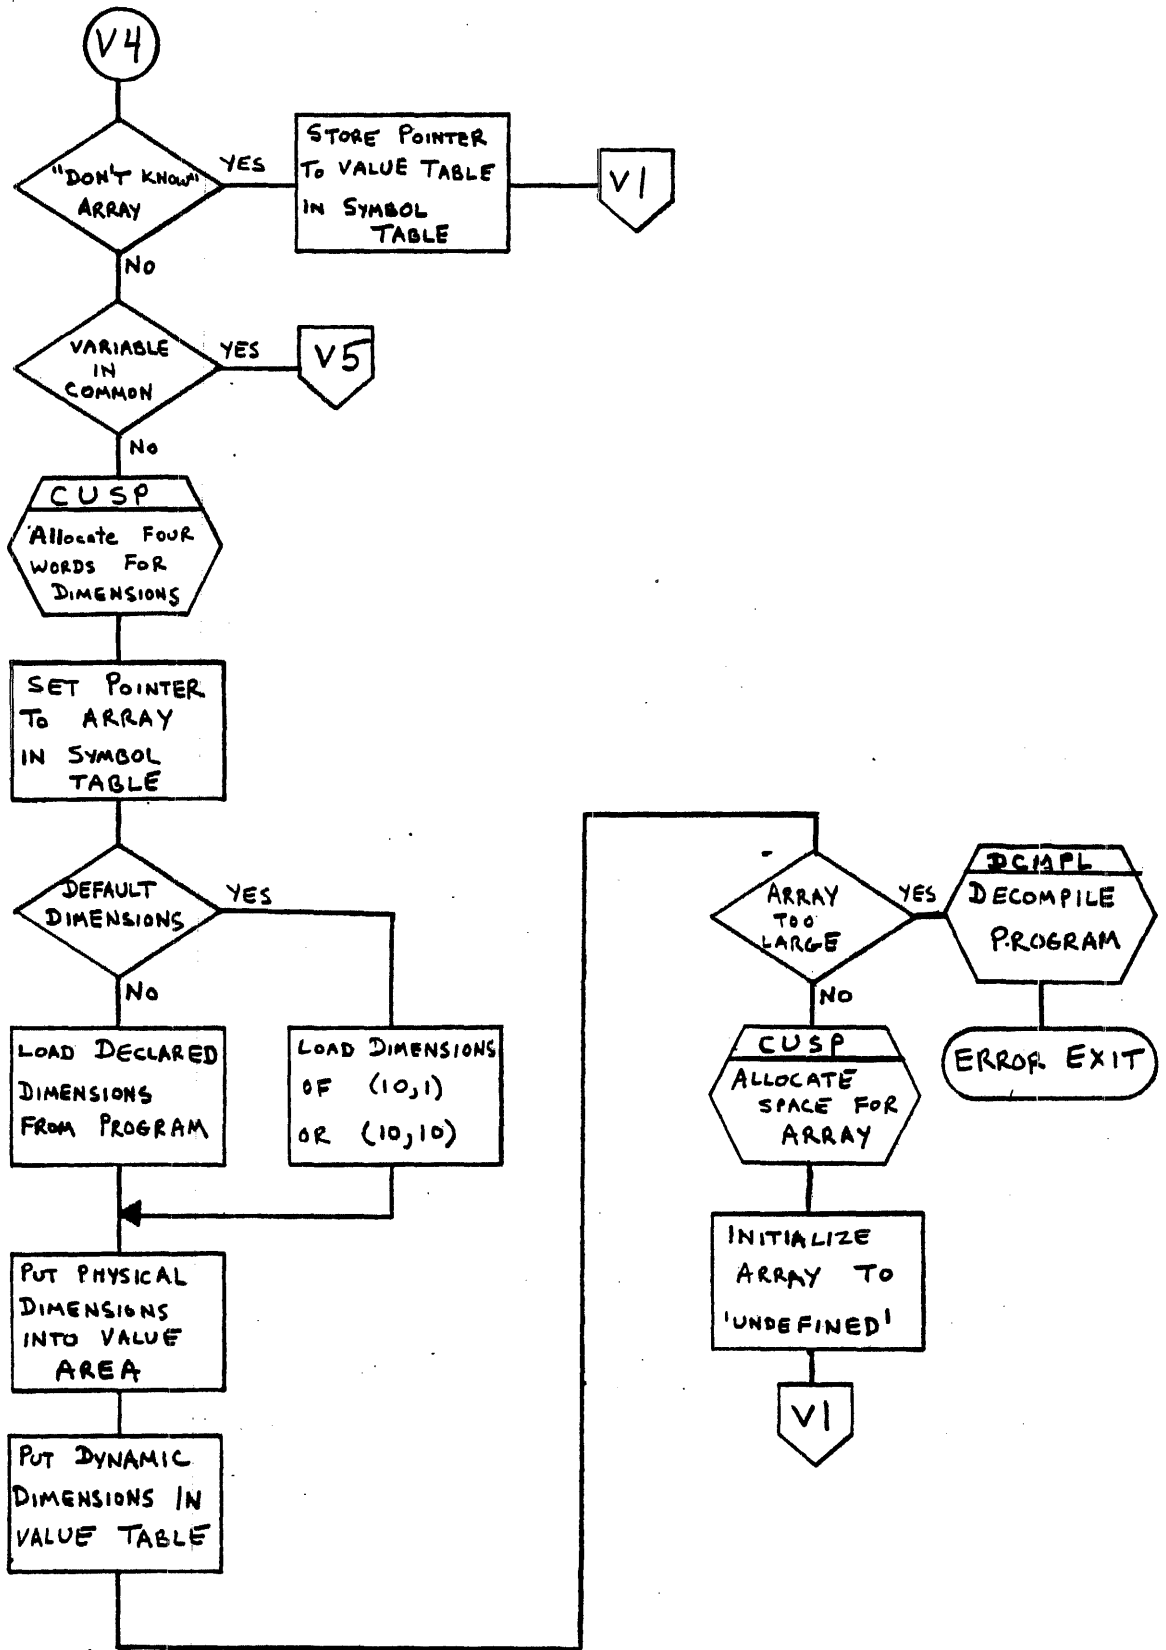 V4
"DON'T KNOW"
ARRAY
YES
NO
STORE POINTER
TO VALUE TABLE
IN SYMBOL
TABLE
V1
VARIABLE
IN
COMMON
YES
NO
V5
CUSP
Allocate FOUR
WORDS FOR
DIMENSIONS
SET POINTER
TO ARRAY
IN SYMBOL
TABLE
DEFAULT
DIMENSIONS
YES
NO
LOAD DECLARED
DIMENSIONS
FROM PROGRAM
LOAD DIMENSIONS
OF (10,1)
OR (10,10)
PUT PHYSICAL
DIMENSIONS
INTO VALUE
AREA
PUT DYNAMIC
DIMENSIONS IN
VALUE TABLE
ARRAY
TOO
LARGE
YES
NO
DCMPL
DECOMPILE
PROGRAM
ERROR EXIT
CUSP
ALLOCATE
SPACE FOR
ARRAY
INITIALIZE
ARRAY TO
'UNDEFINED'
V1